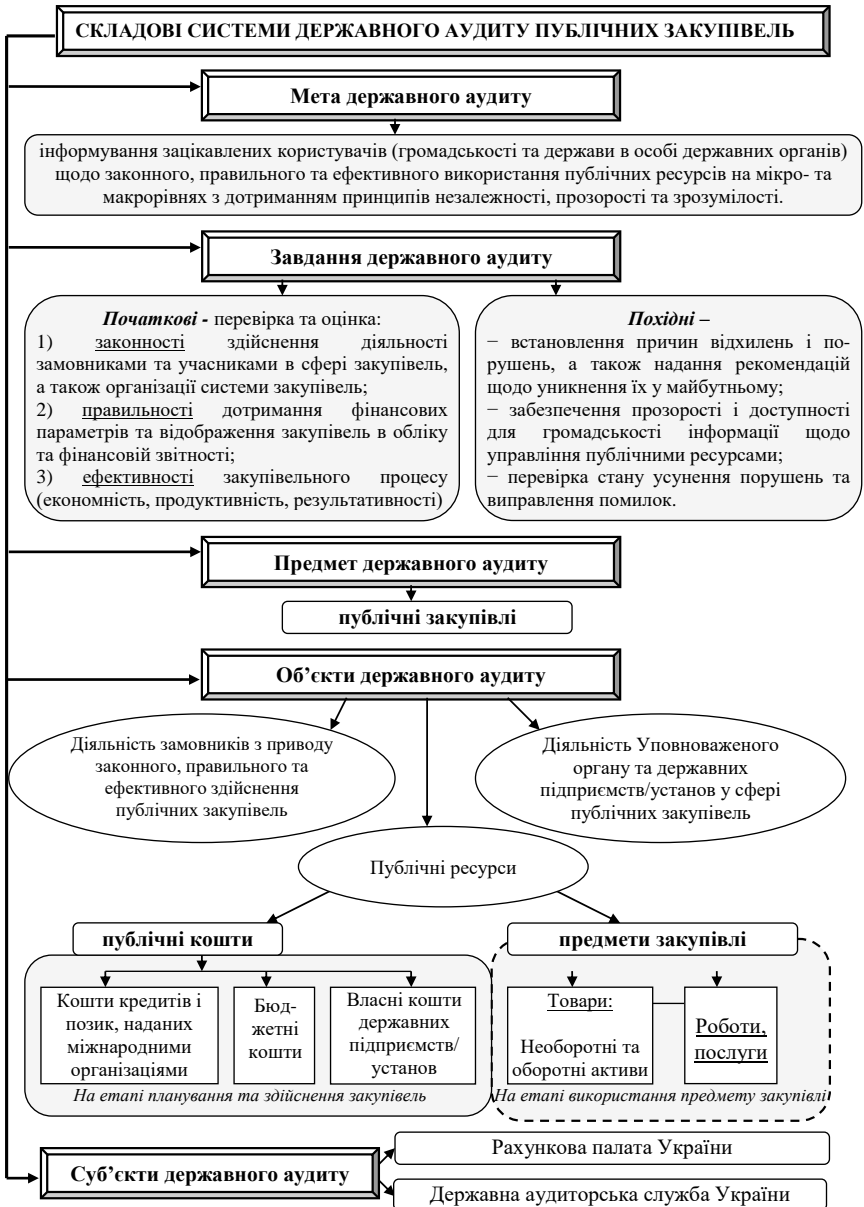 СКЛАДОВІ СИСТЕМИ ДЕРЖАВНОГО АУДИТУ ПУБЛІЧНИХ ЗАКУПІВЕЛЬ
Мета державного аудиту
інформування зацікавлених користувачів (громадськості та держави в особі державних органів)
щодо законного, правильного та ефективного використання публічних ресурсів на мікро- та
макрорівнях з дотриманням принципів незалежності, прозорості та зрозумілості.
Завдання державного аудиту
Початкові - перевірка та оцінка:
1) законності здійснення діяльності
замовниками та учасниками в сфері закупівель,
а також організації системи закупівель;
2) правильності дотримання фінансових
параметрів та відображення закупівель в обліку
та фінансовій звітності;
3) ефективності закупівельного процесу
(економність, продуктивність, результативності)
Похідні –
− встановлення причин відхилень і по-
рушень, а також надання рекомендацій
щодо уникнення їх у майбутньому;
− забезпечення прозорості і доступності
для громадськості інформації щодо
управління публічними ресурсами;
− перевірка стану усунення порушень та
виправлення помилок.
Предмет державного аудиту
публічні закупівлі
Об’єкти державного аудиту
Діяльність замовників з приводу
законного, правильного та
ефективного здійснення
публічних закупівель
Діяльність Уповноваженого
органу та державних
підприємств/установ у сфері
публічних закупівель
Публічні ресурси
публічні кошти
Кошти кредитів і
позик, наданих
міжнародними
організаціями
Бюд-
жетні
кошти
Власні кошти
державних
підприємств/
установ
На етапі планування та здійснення закупівель
предмети закупівлі
Товари:
Необоротні та
оборотні активи
Роботи,
послуги
На етапі використання предмету закупівлі
Суб’єкти державного аудиту
Рахункова палата України
Державна аудиторська служба України